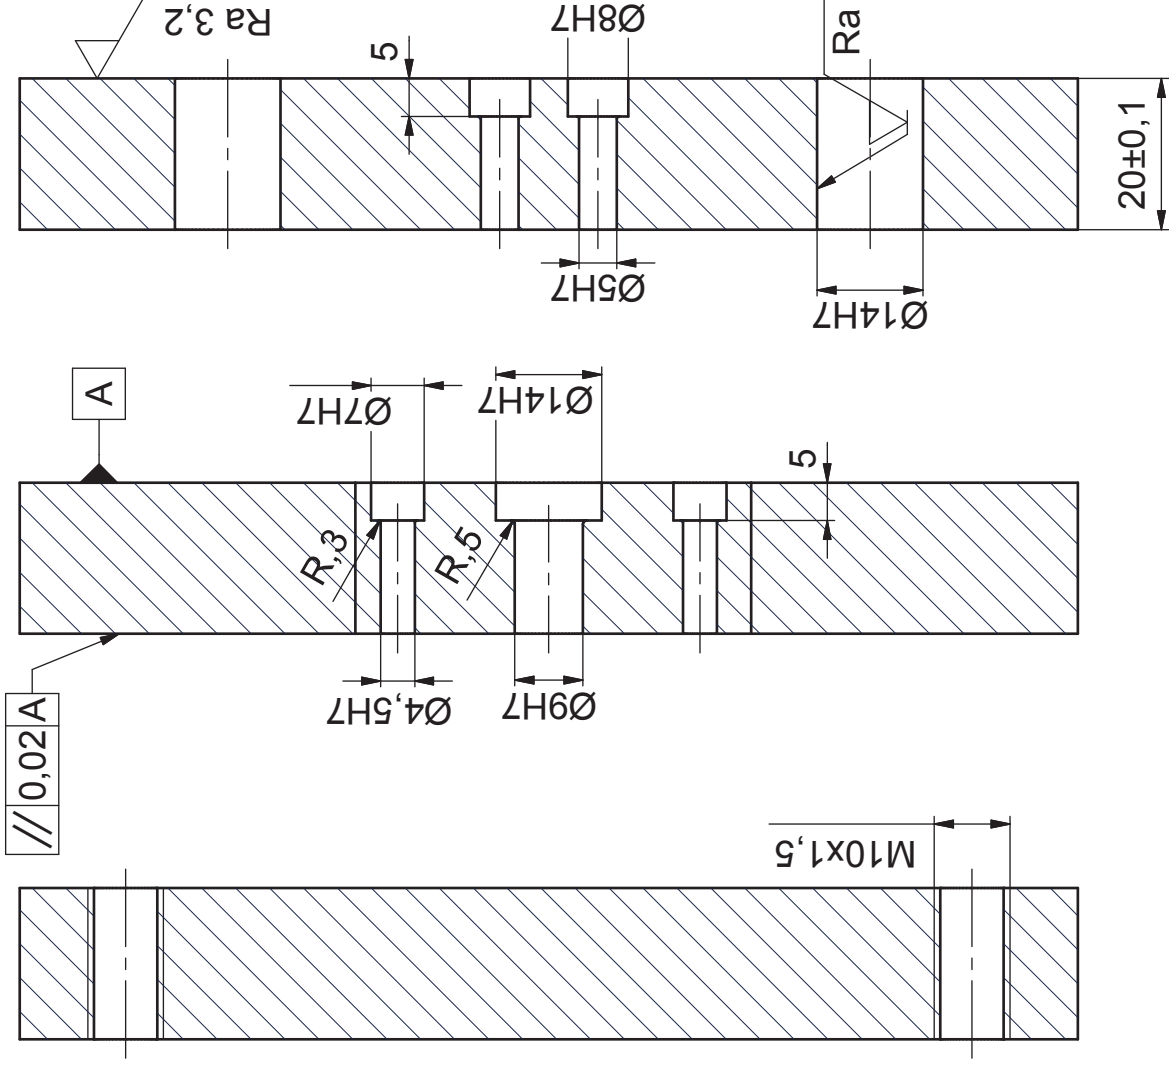 Ra 3,2
5
Ø8H7
Ra
20±0,1
Ø5H7
Ø14H7
A
Ø7H7
Ø14H7
5
R,3
R,5
// 0,02 A
Ø4,5H7
Ø9H7
M10x1,5